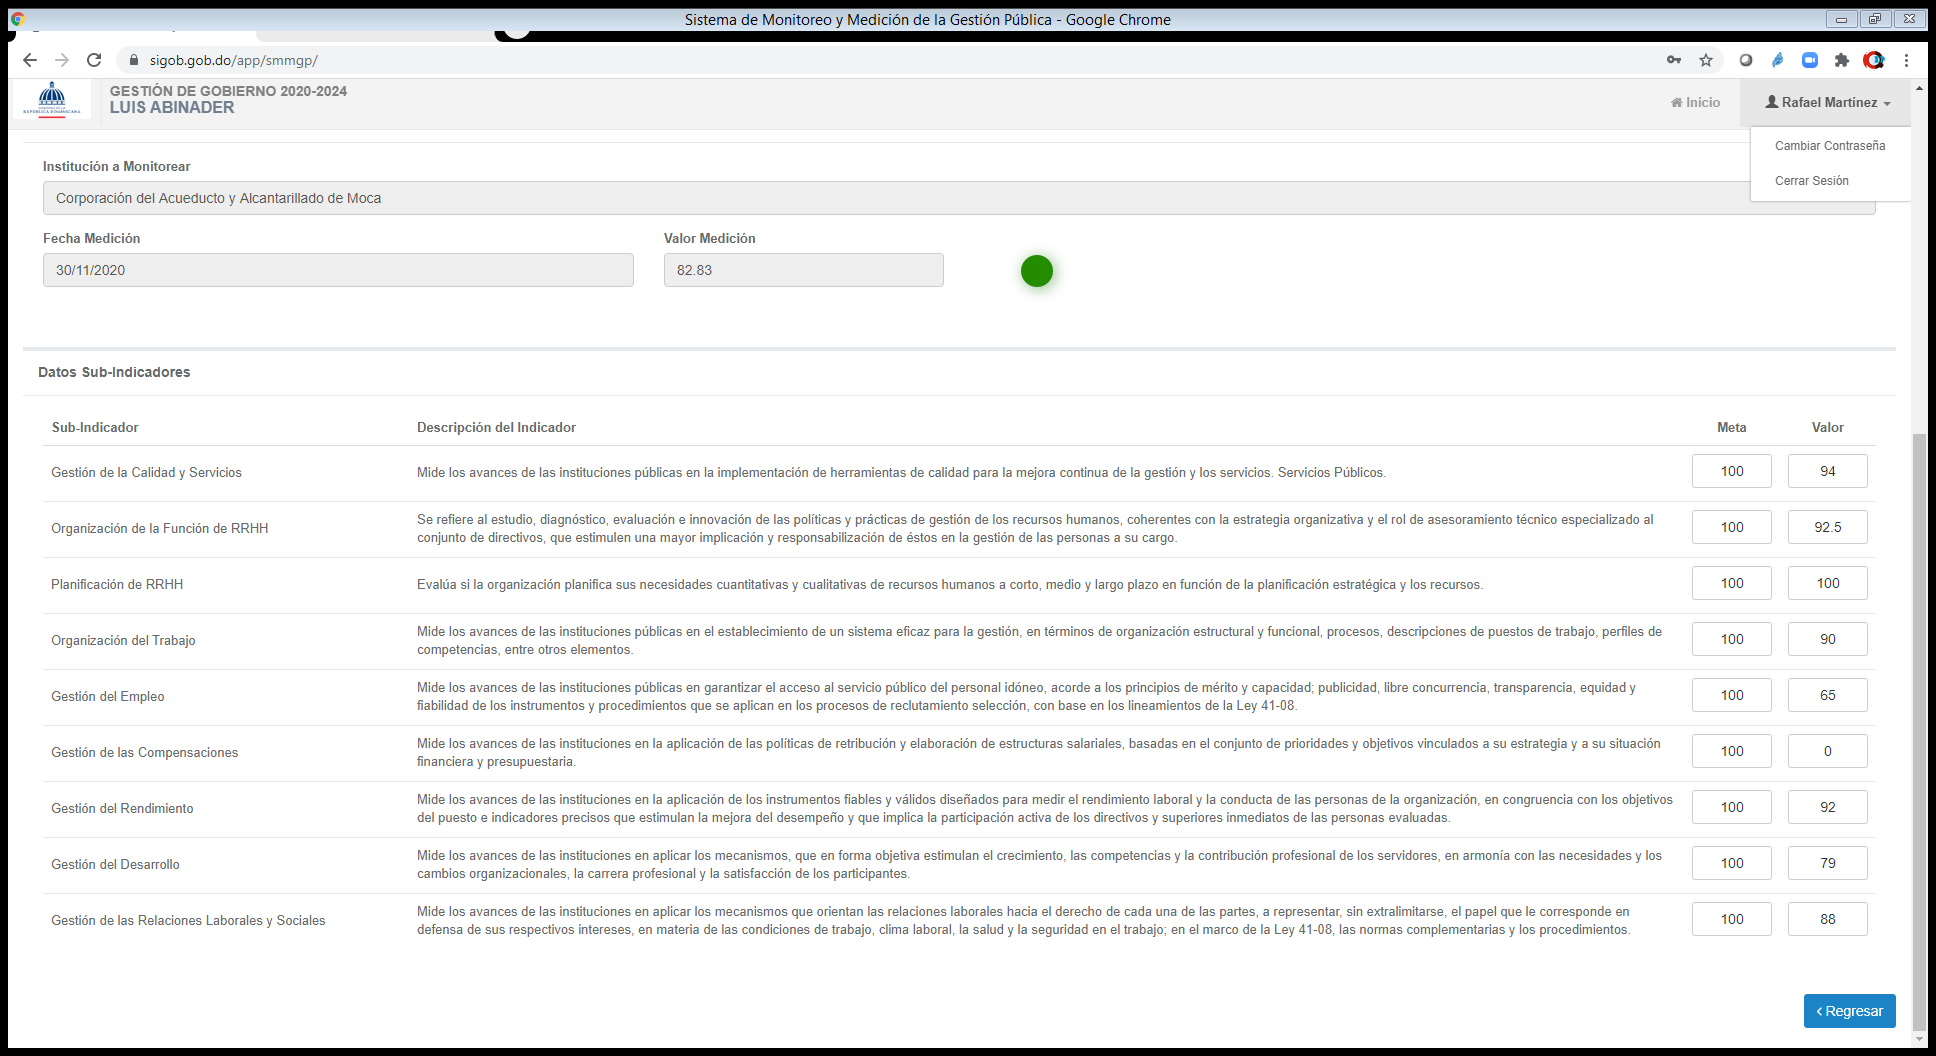 Sistema de Monitoreo y Medición de la Gestión Pública - Google Chrome
sigob.gob.do/app/smmgp/
GESTIÓN DE GOBIERNO 2020-2024
LUIS ABINADER
REPÚBLICA DOMINICANA
Inicio
Rafael Martínez
Cambiar Contraseña
Cerrar Sesión
Institución a Monitorear
Corporación del Acueducto y Alcantarillado de Moca
Fecha Medición
Valor Medición
30/11/2020
82.83
Datos Sub-Indicadores
Sub-Indicador Descripción del Indicador Meta Valor
Gestión de la Calidad y Servicios
Mide los avances de las instituciones públicas en la implementación de herramientas de calidad para la mejora continua de la gestión y los servicios. Servicios Públicos.
100 94
Organización de la Función de RRHH
Se refiere al estudio, diagnóstico, evaluación e innovación de las políticas y prácticas de gestión de los recursos humanos, coherentes con la estrategia organizativa y el rol de asesoramiento técnico especializado al
conjunto de directivos, que estimulen una mayor implicación y responsabilización de éstos en la gestión de las personas a su cargo.
100 92.5
Planificación de RRHH
Evalúa si la organización planifica sus necesidades cuantitativas y cualitativas de recursos humanos a corto, medio y largo plazo en función de la planificación estratégica y los recursos.
100 100
Organización del Trabajo
Mide los avances de las instituciones públicas en el establecimiento de un sistema eficaz para la gestión, en términos de organización estructural y funcional, procesos, descripciones de puestos de trabajo, perfiles de
competencias, entre otros elementos.
100 90
Gestión del Empleo
Mide los avances de las instituciones públicas en garantizar el acceso al servicio público del personal idóneo, acorde a los principios de mérito y capacidad; publicidad, libre concurrencia, transparencia, equidad y
fiabilidad de los instrumentos y procedimientos que se aplican en los procesos de reclutamiento selección, con base en los lineamientos de la Ley 41-08.
100 65
Gestión de las Compensaciones
Mide los avances de las instituciones en la aplicación de las políticas de retribución y elaboración de estructuras salariales, basadas en el conjunto de prioridades y objetivos vinculados a su estrategia y a su situación
financiera y presupuestaria.
100 0
Gestión del Rendimiento
Mide los avances de las instituciones en la aplicación de los instrumentos fiables y válidos diseñados para medir el rendimiento laboral y la conducta de las personas de la organización, en congruencia con los objetivos
del puesto e indicadores precisos que estimulan la mejora del desempeño y que implica la participación activa de los directivos y superiores inmediatos de las personas evaluadas.
100 92
Gestión del Desarrollo
Mide los avances de las instituciones en aplicar los mecanismos, que en forma objetiva estimulan el crecimiento, las competencias y la contribución profesional de los servidores, en armonía con las necesidades y los
cambios organizacionales, la carrera profesional y la satisfacción de los participantes.
100 79
Gestión de las Relaciones Laborales y Sociales
Mide los avances de las instituciones en aplicar los mecanismos que orientan las relaciones laborales hacia el derecho de cada una de las partes, a representar, sin extralimitarse, el papel que le corresponde en
defensa de sus respectivos intereses, en materia de las condiciones de trabajo, clima laboral, la salud y la seguridad en el trabajo; en el marco de la Ley 41-08, las normas complementarias y los procedimientos.
100 88
‹ Regresar